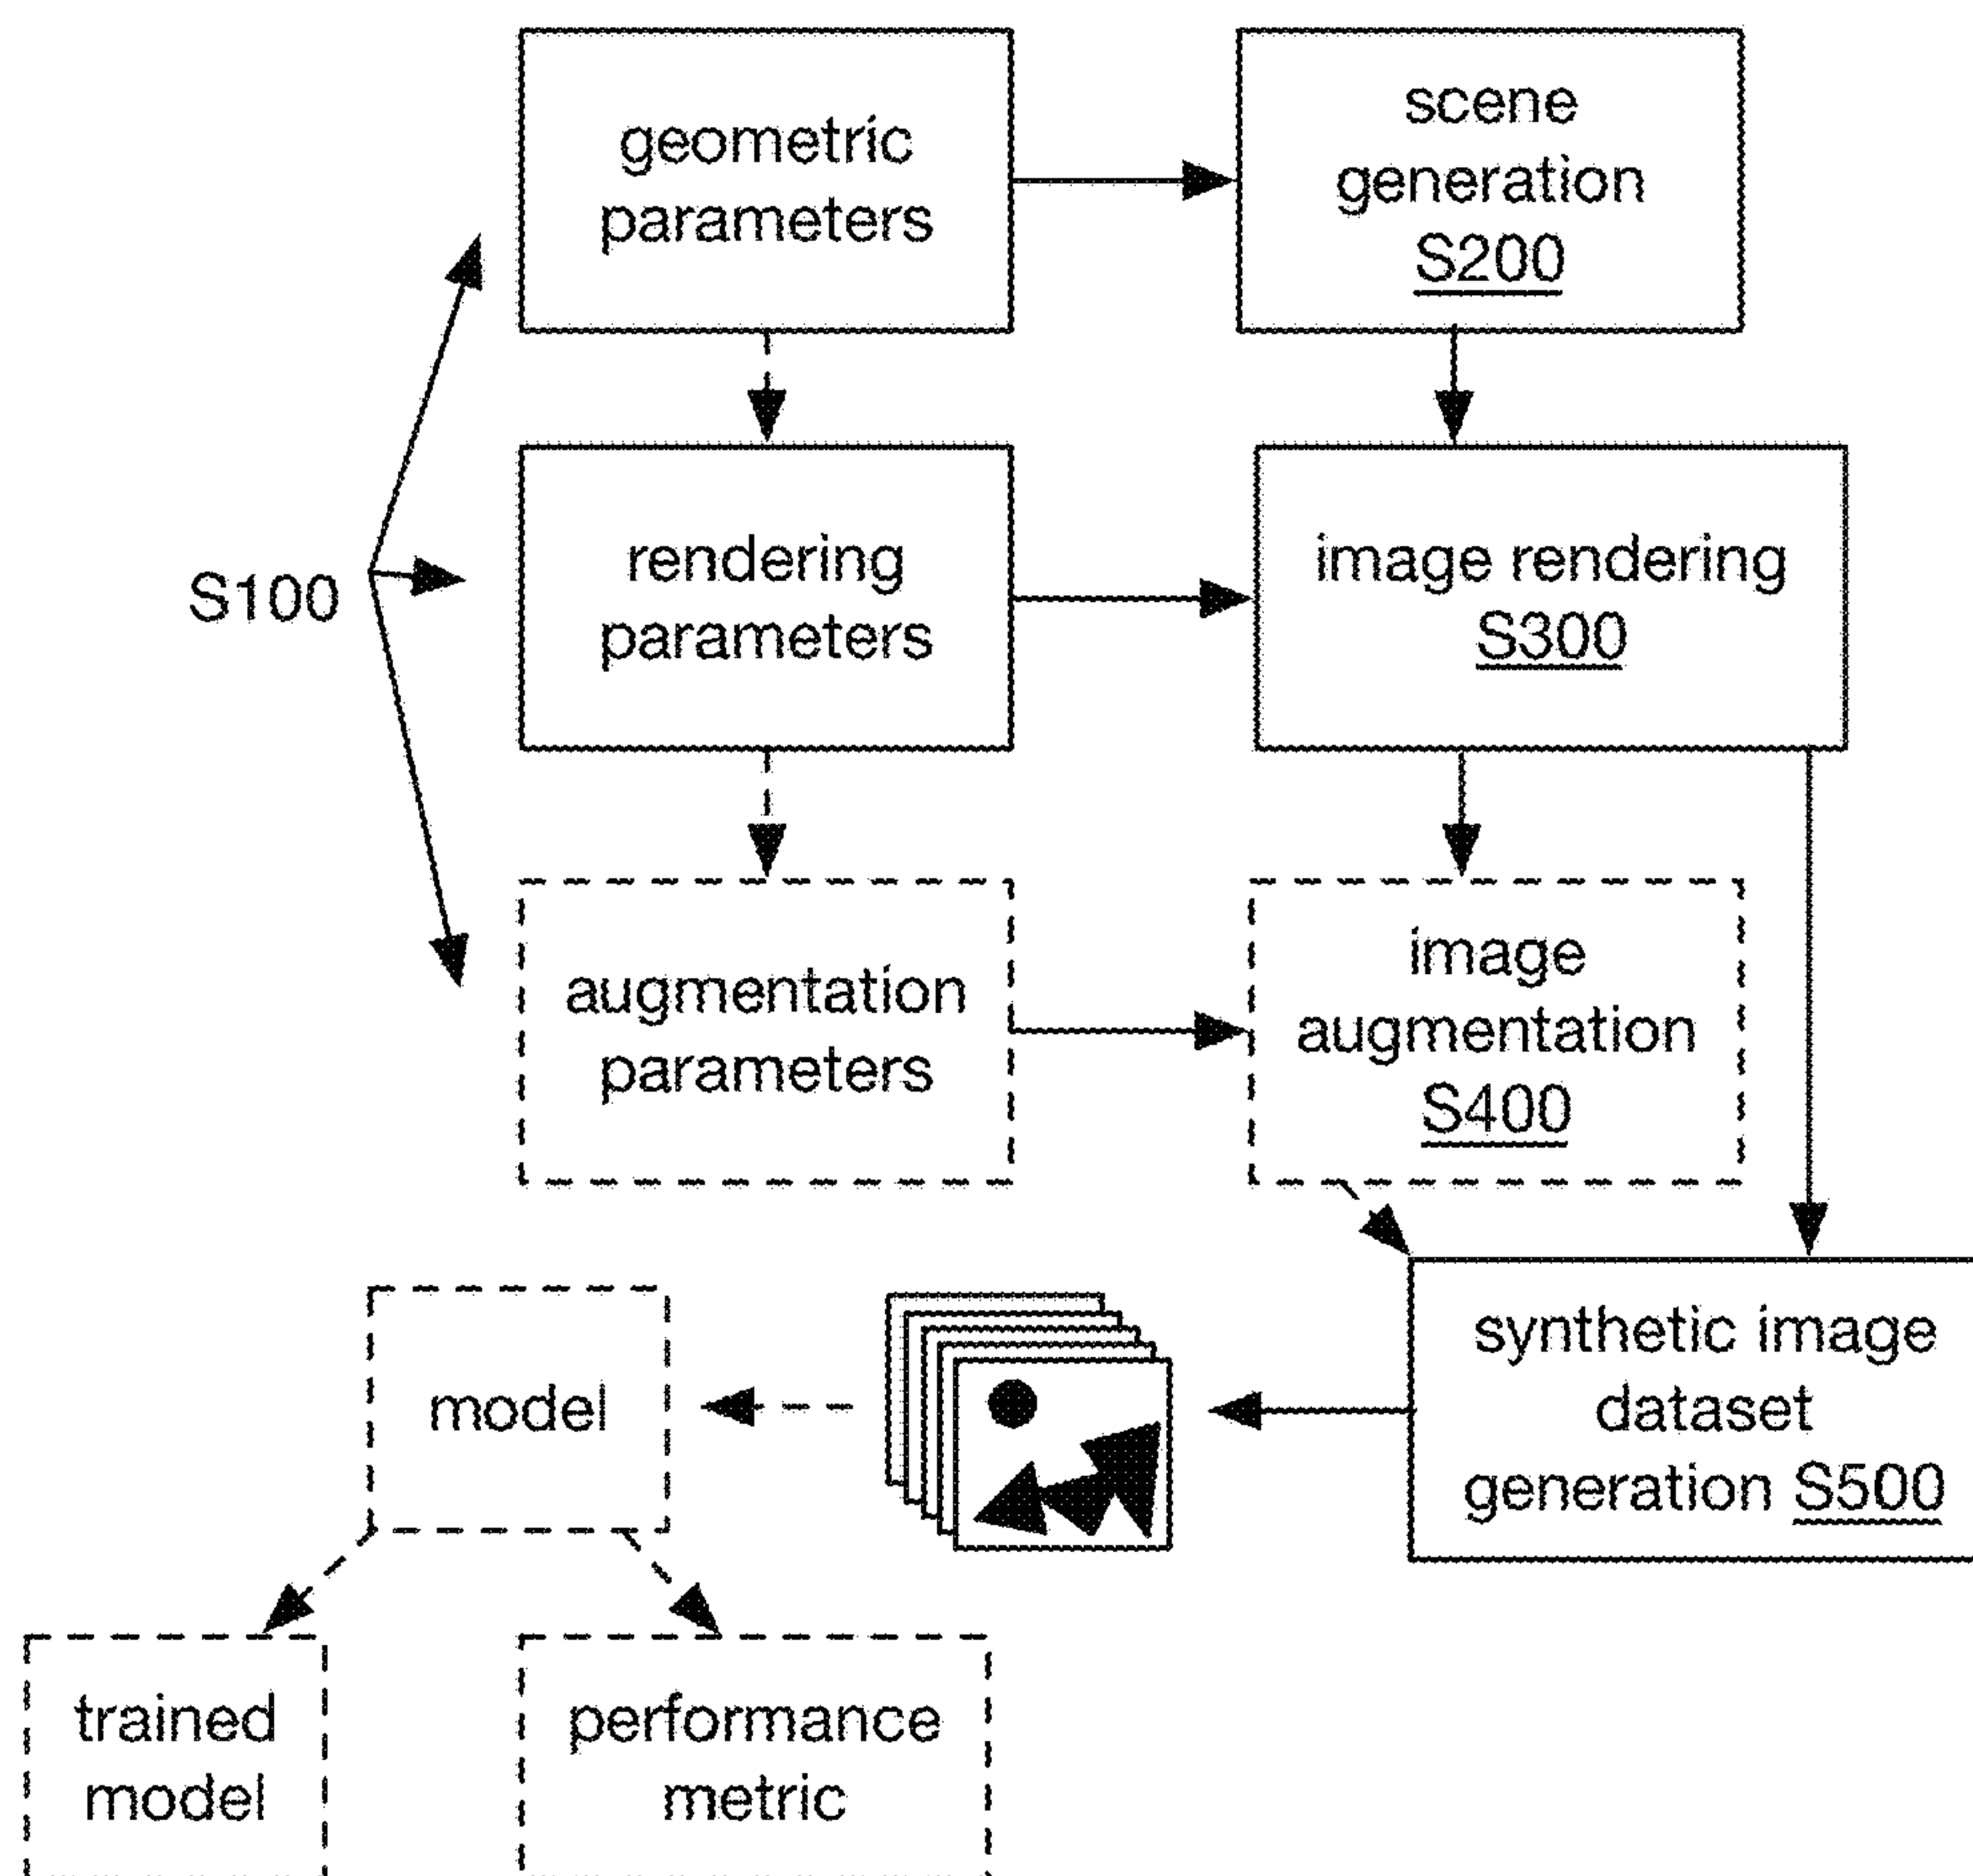 geometric
parameters
scene
generation
S200
S100
rendering
parameters
image rendering
S300
augmentation
parameters
image
augmentation
S400
model
synthetic image
dataset
generation S500
trained
model
performance
metric